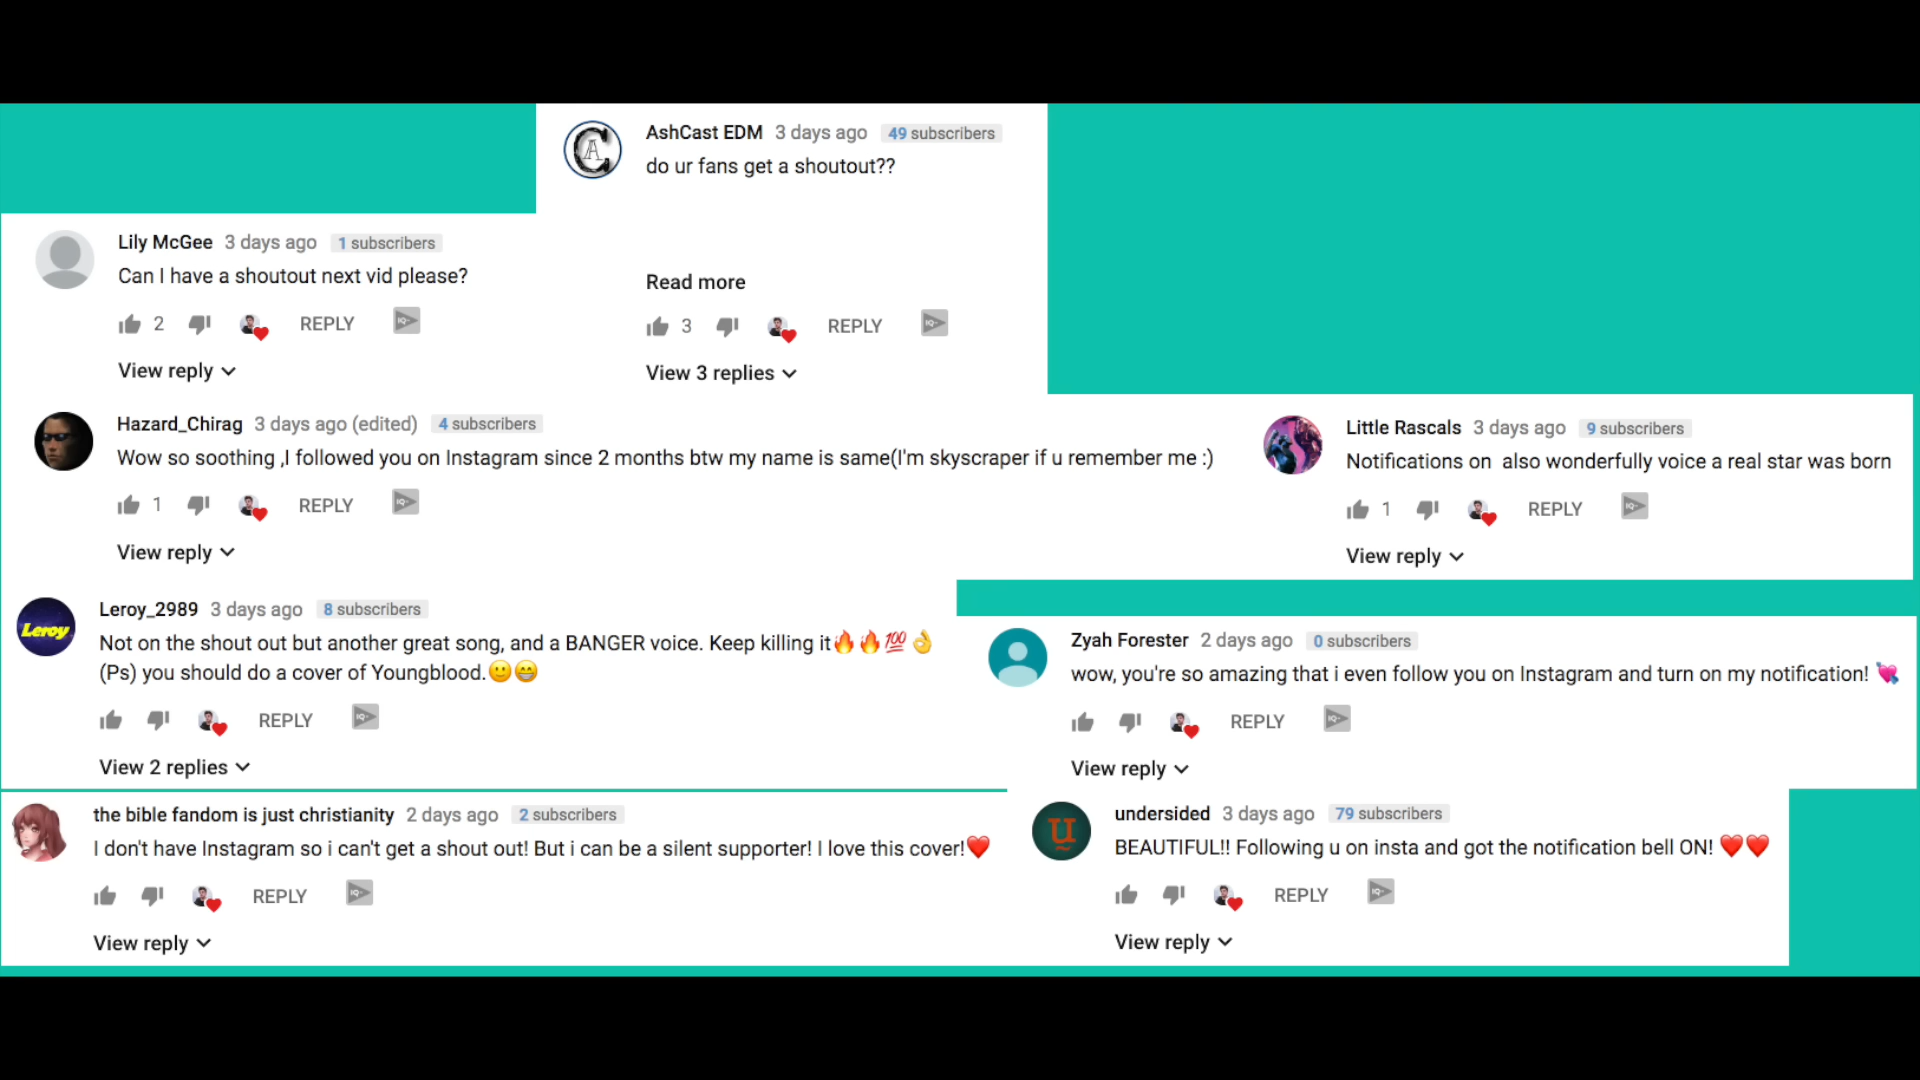 AshCast EDM 3 days ago 49 subscribers
do ur fans get a shoutout??
Read more
3 REPLY
View 3 replies
Lily McGee 3 days ago 1 subscribers
Can I have a shoutout next vid please?
2 REPLY
View reply
Hazard_Chirag 3 days ago (edited) 4 subscribers
Wow so soothing ,I followed you on Instagram since 2 months btw my name is same(I'm skyscraper if u remember me :)
1 REPLY
View reply
Little Rascals 3 days ago 9 subscribers
Notifications on  also wonderfully voice a real star was born
1 REPLY
View reply
Leroy_2989 3 days ago 8 subscribers
Leroy
Not on the shout out but another great song, and a BANGER voice. Keep killing it🔥🔥💯👌
(Ps) you should do a cover of Youngblood.🙂😁
REPLY
View 2 replies
Zyah Forester 2 days ago 0 subscribers
wow, you're so amazing that i even follow you on Instagram and turn on my notification! 💘
REPLY
View reply
the bible fandom is just christianity 2 days ago 2 subscribers
I don't have Instagram so i can't get a shout out! But i can be a silent supporter! I love this cover!❤️
REPLY
View reply
undersided 3 days ago 79 subscribers
BEAUTIFUL!! Following u on insta and got the notification bell ON! ❤️❤️
REPLY
View reply